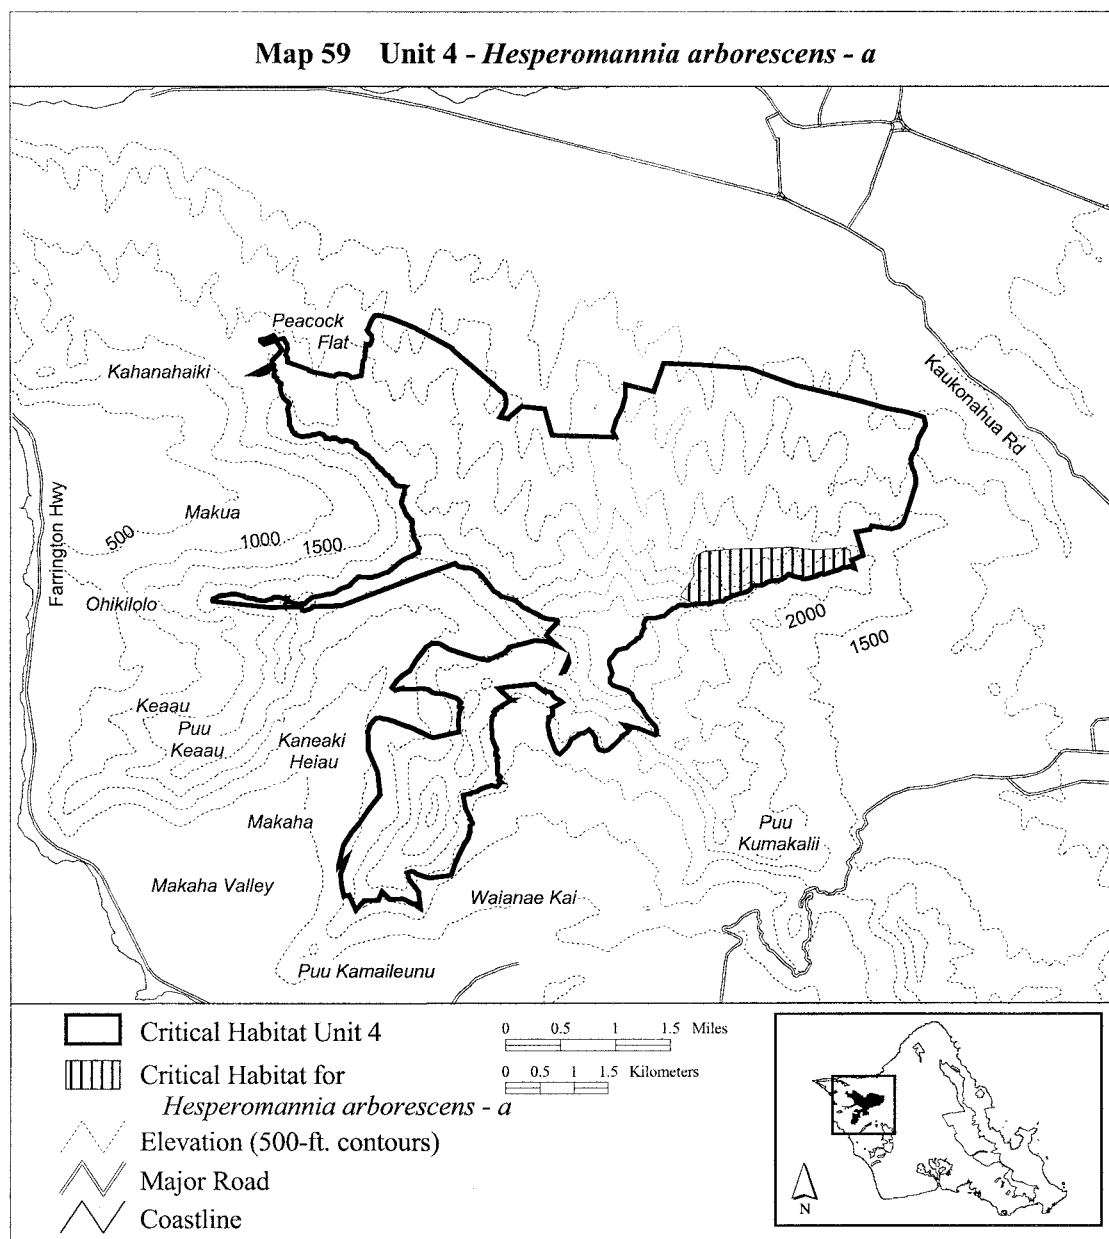 Map 59 Unit 4 - Hesperomannia arborescens - a
Peacock
Flat
Kahanahaiki
Kaukonahua Rd
Makua
500
1000
1500
Farrington Hwy
Ohikilolo
2000
1500
Keaau
Puu
Keaau
Kaneaki
Heiau
Makaha
Puu
Kumakalii
Makaha Valley
Waianae Kai
Puu Kamaileunu
Critical Habitat Unit 4
Critical Habitat for
Hesperomannia arborescens - a
Elevation (500-ft. contours)
Major Road
Coastline
0 0.5 1 1.5 Miles
0 0.5 1 1.5 Kilometers
N